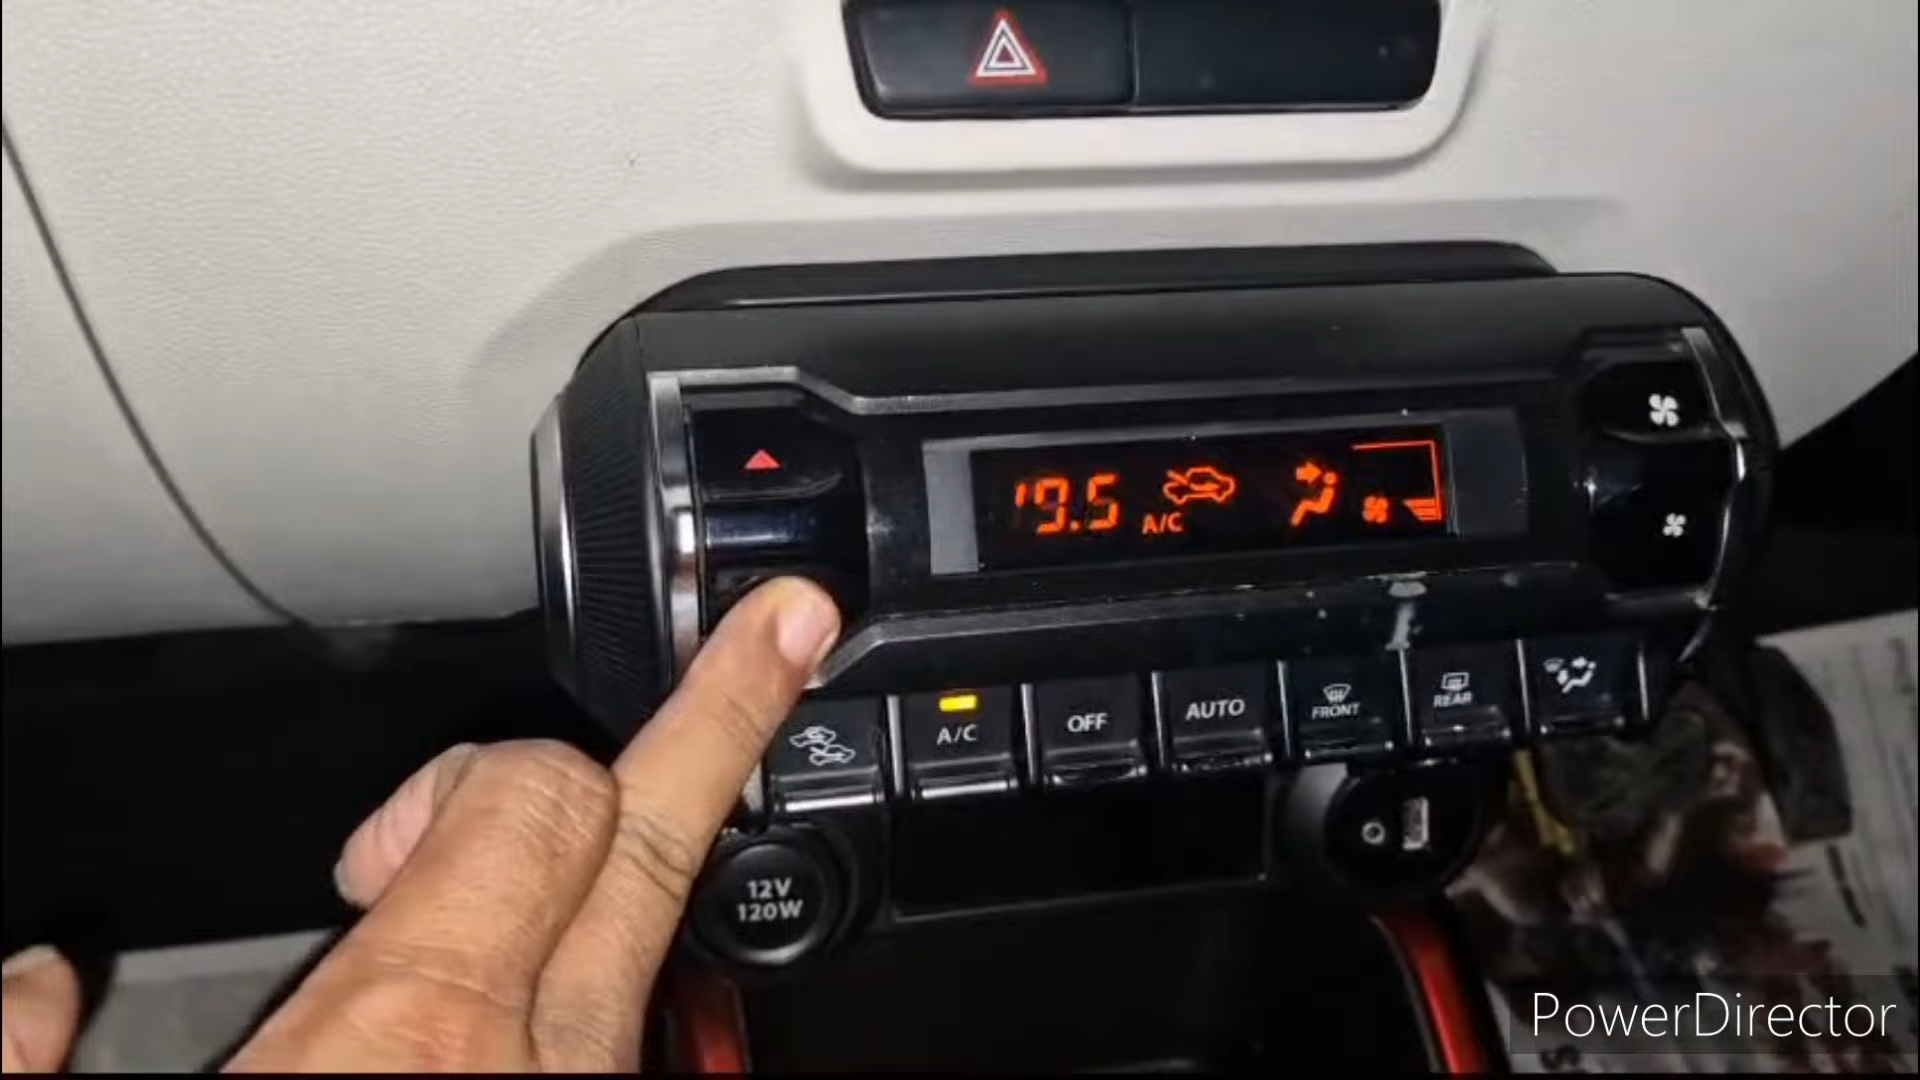 19.5
A/C
A/C
OFF
AUTO
FRONT
REAR
12V
120W
PowerDirector